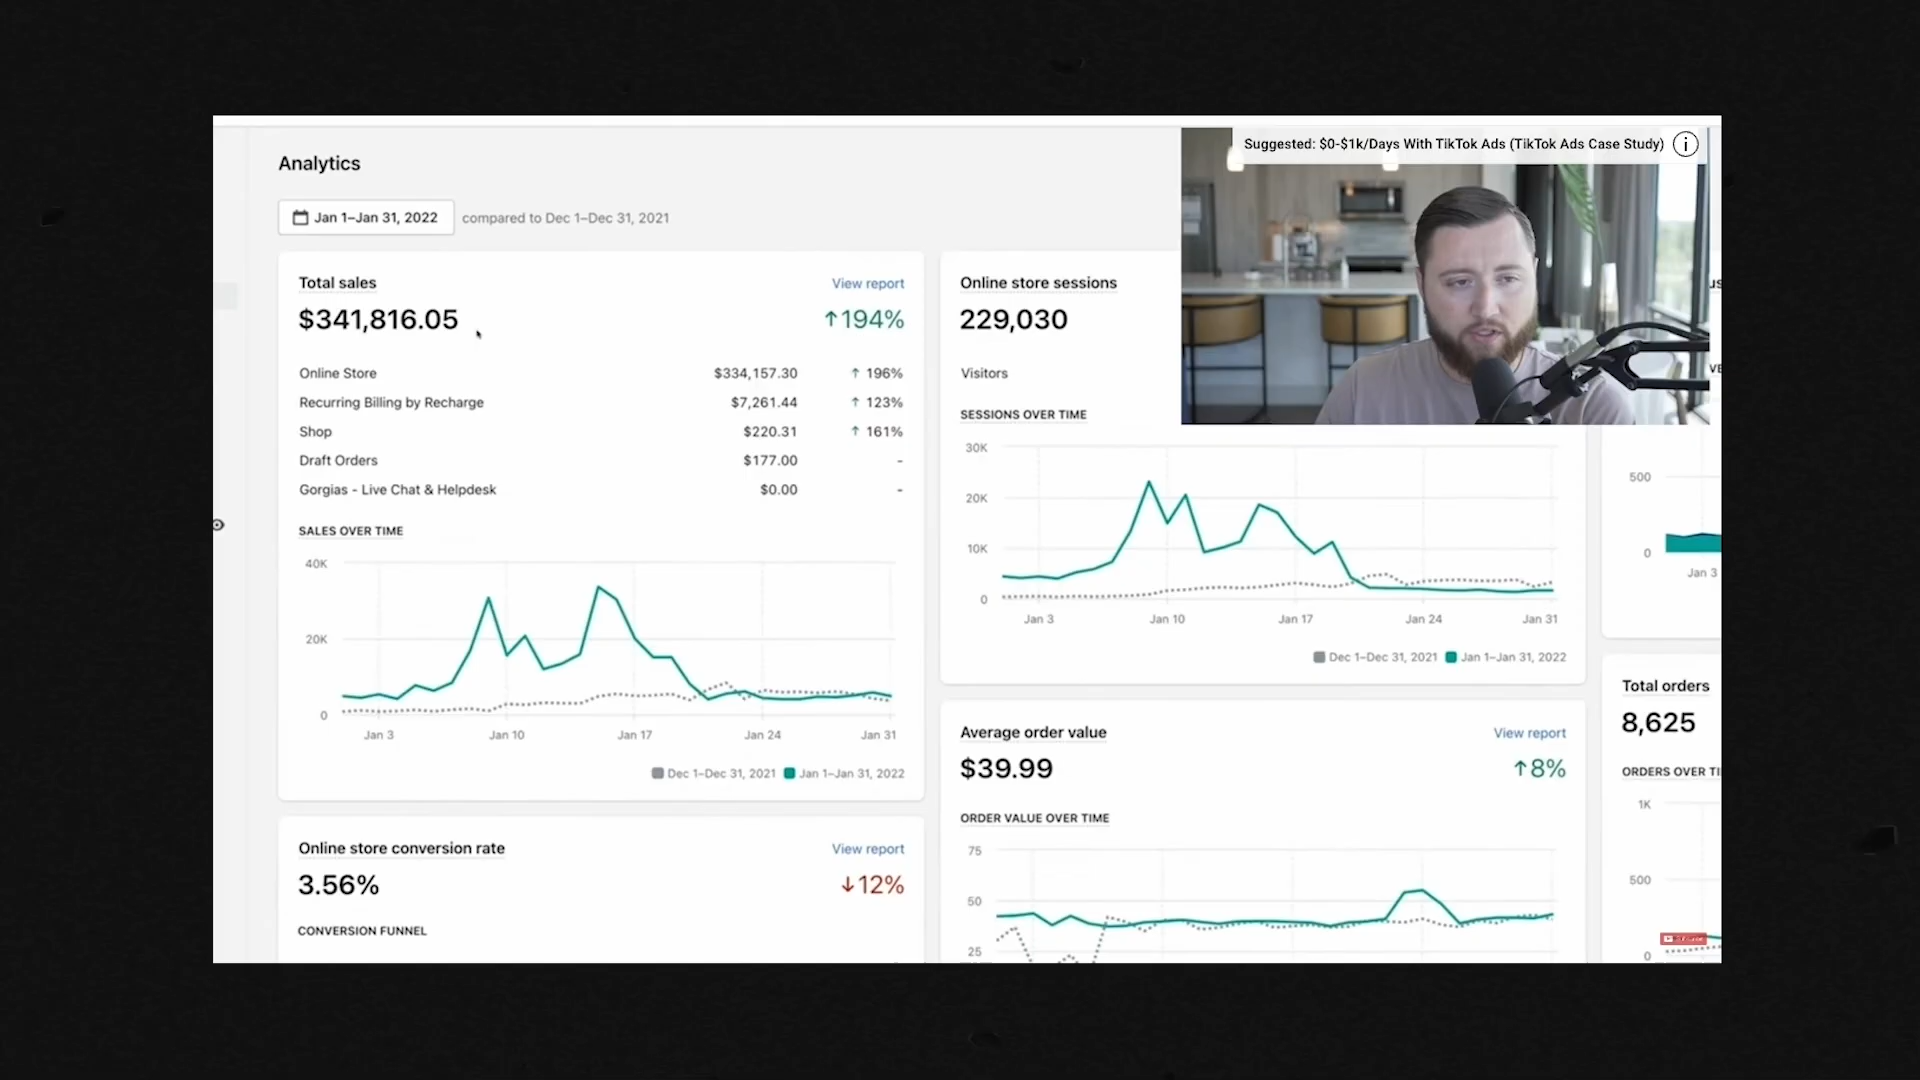 Suggested: $0-$1k/Days With TikTok Ads (TikTok Ads Case Study)
Analytics
Jan 1–Jan 31, 2022
compared to Dec 1–Dec 31, 2021
Total sales
View report
$341,816.05
↑194%
Online Store $334,157.30 ↑ 196%
Recurring Billing by Recharge $7,261.44 ↑ 123%
Shop $220.31 ↑ 161%
Draft Orders $177.00 -
Gorgias - Live Chat & Helpdesk $0.00 -
SALES OVER TIME
40K
20K
0
Jan 3 Jan 10 Jan 17 Jan 24 Jan 31
Dec 1–Dec 31, 2021 Jan 1–Jan 31, 2022
Online store conversion rate
View report
3.56%
↓12%
CONVERSION FUNNEL
Online store sessions
229,030
Visitors
SESSIONS OVER TIME
30K
20K
10K
0
Jan 3 Jan 10 Jan 17 Jan 24 Jan 31
Dec 1–Dec 31, 2021 Jan 1–Jan 31, 2022
Average order value
View report
$39.99
↑8%
ORDER VALUE OVER TIME
75
50
25
500
0
Jan 3
Total orders
8,625
ORDERS OVER TI
1K
500
0